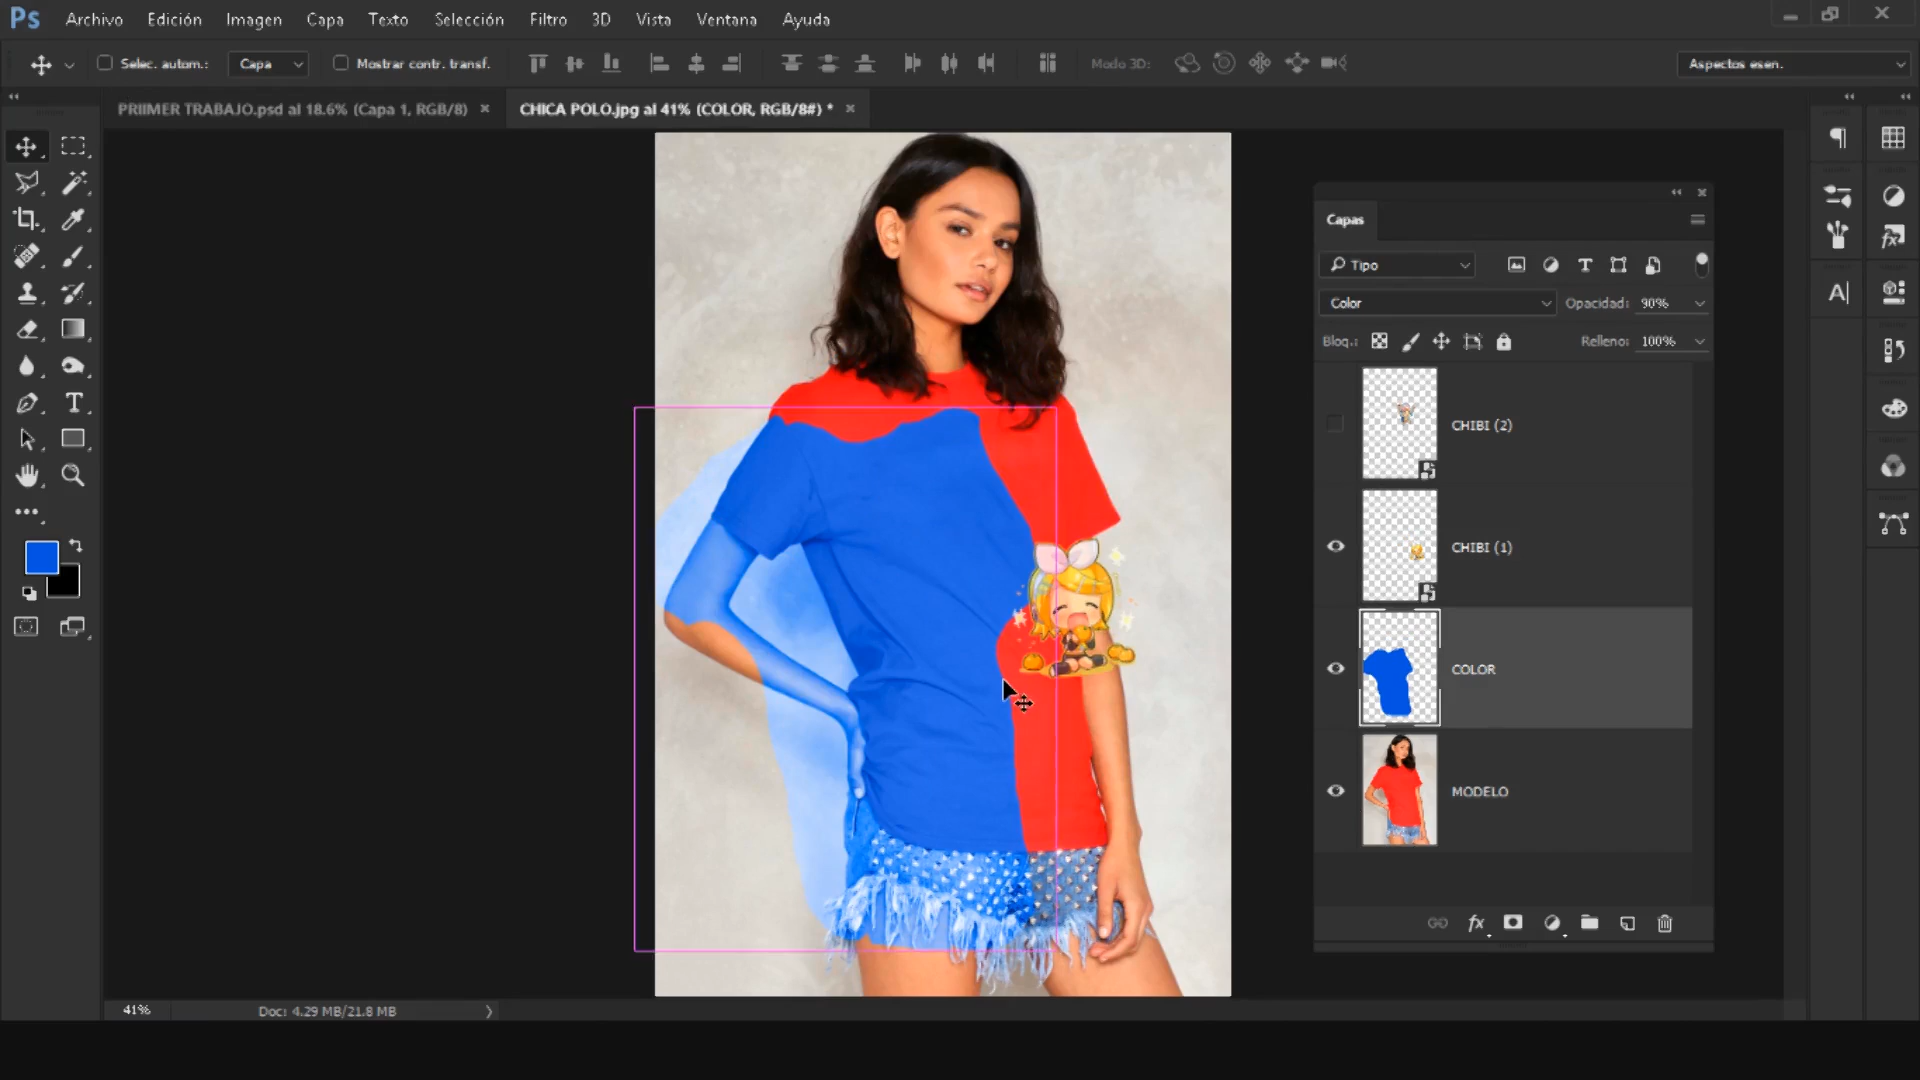 Ps Archivo Edición Imagen Capa Texto Selección Filtro 3D Vista Ventana Ayuda
Selec. autom.: Capa Mostrar contr. transf. Modo 3D: Aspectos esen.
PRIIMER TRABAJO.psd al 18.6% (Capa 1, RGB/8) × CHICA POLO.jpg al 41% (COLOR, RGB/8#) * ×
Capas
Tipo
Color Opacidad: 90%
Bloq.: Relleno: 100%
CHIBI (2)
CHIBI (1)
COLOR
MODELO
fx
41% Doc: 4.29 MB/21.8 MB